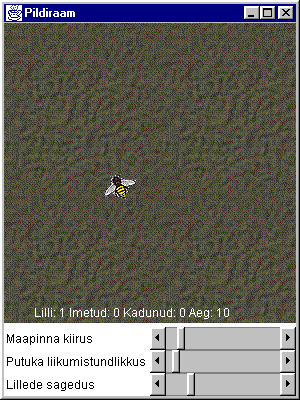 Pildiraam
Lilli: 1 Imetud: 0 Kadunud: 0 Aeg: 10
Maapinna kiirus
Putuka liikumistundlikkus
Lillede sagedus